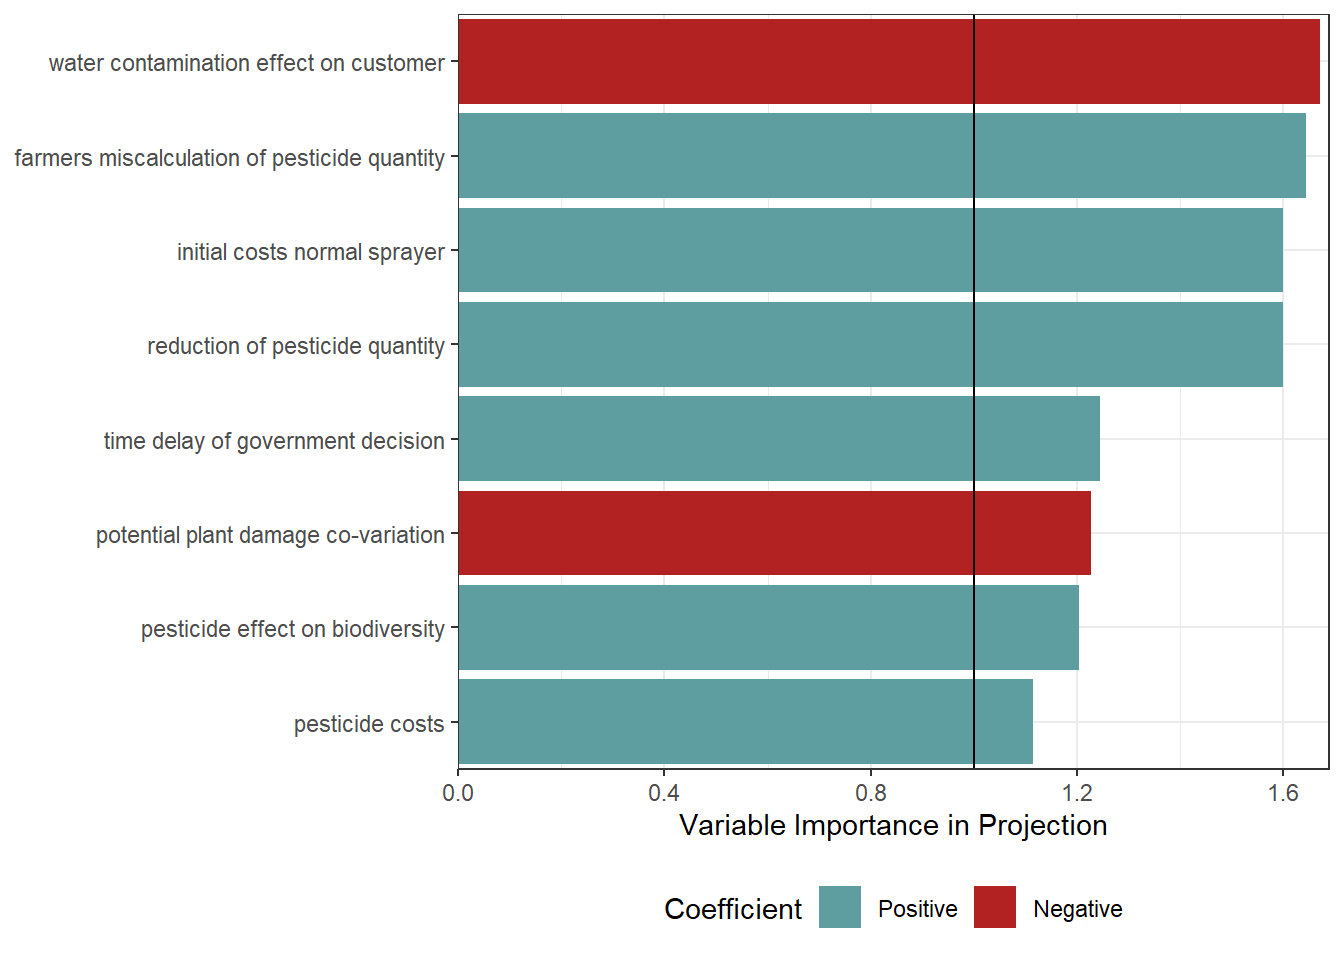 water contamination effect on customer
farmers miscalculation of pesticide quantity
initial costs normal sprayer
reduction of pesticide quantity
time delay of government decision
potential plant damage co-variation
pesticide effect on biodiversity
pesticide costs
0.0 0.4 0.8 1.2 1.6
Variable Importance in Projection
Coefficient Positive Negative